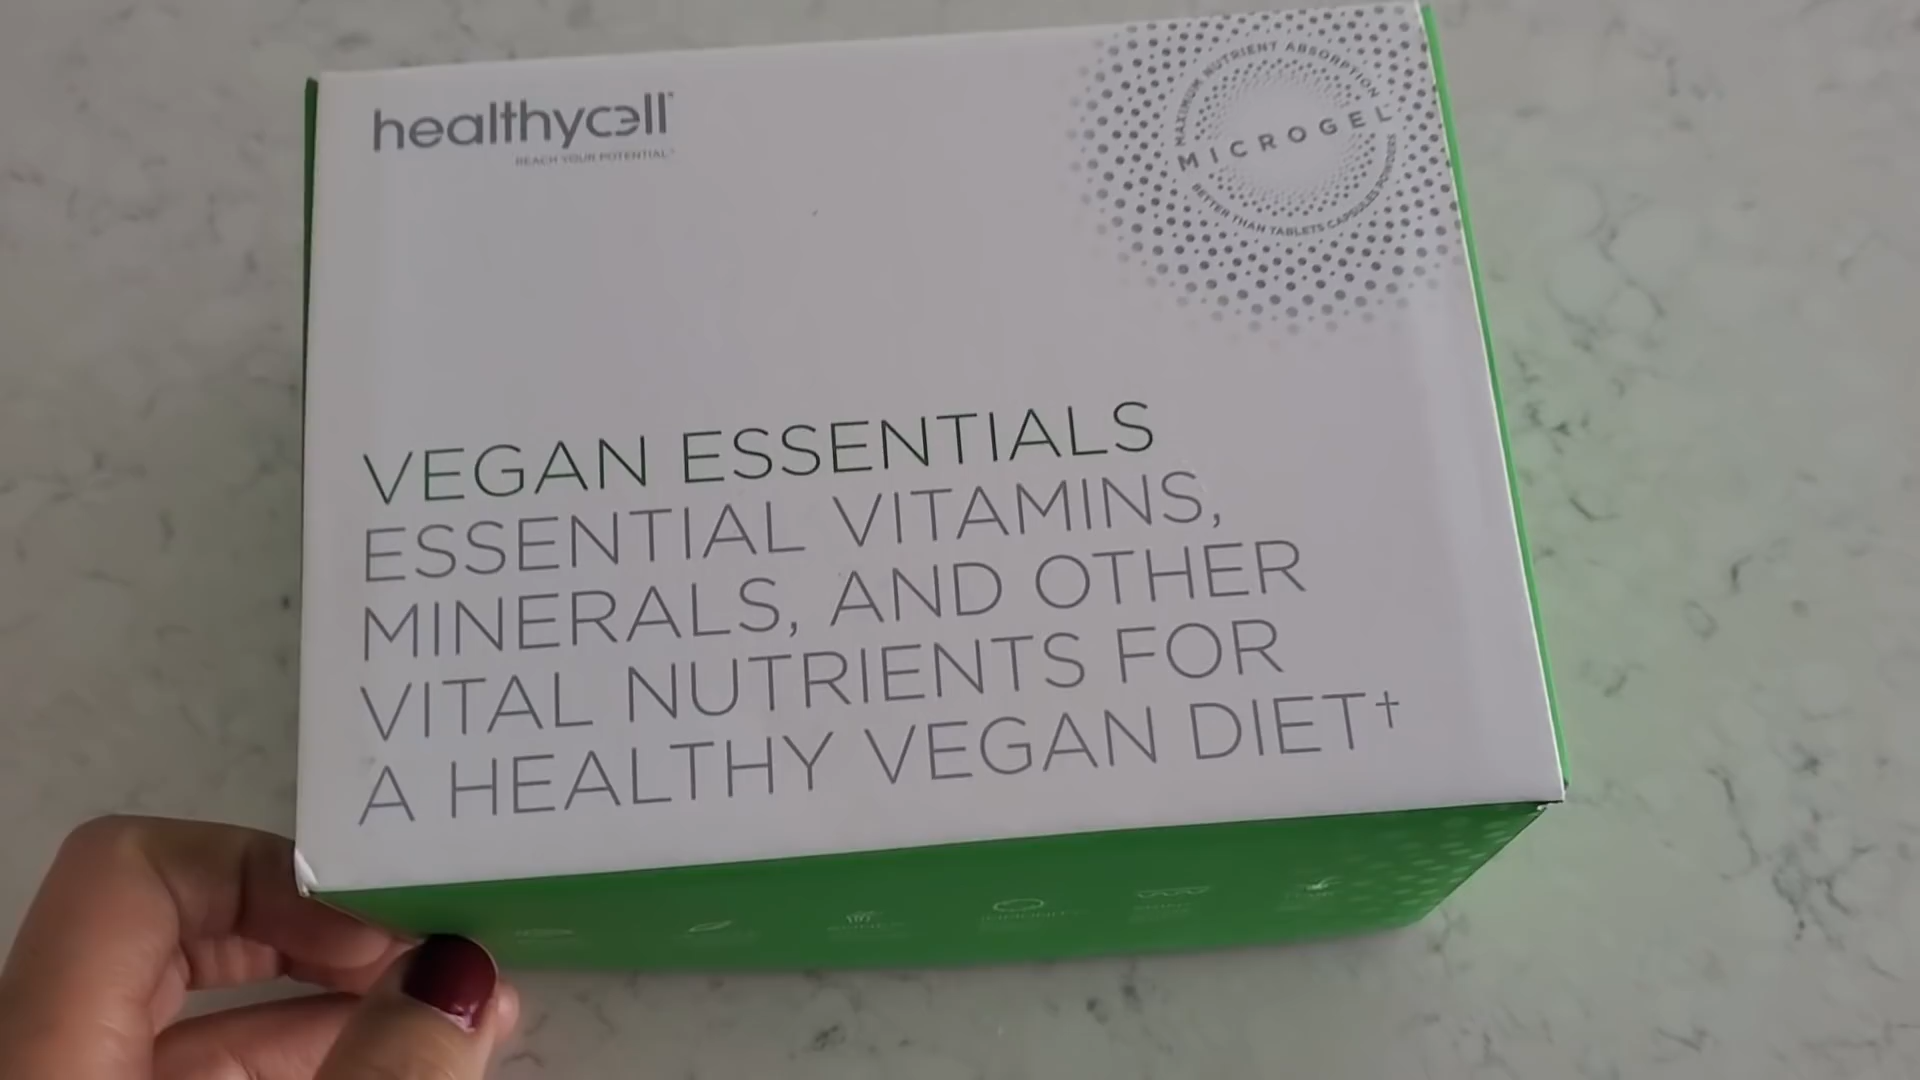 healthycell
REACH YOUR POTENTIAL
MAXIMUM NUTRIENT ABSORPTION
MICROGEL
BETTER THAN TABLETS CAPSULES POWDERS
VEGAN ESSENTIALS
ESSENTIAL VITAMINS,
MINERALS, AND OTHER
VITAL NUTRIENTS FOR
A HEALTHY VEGAN DIET†